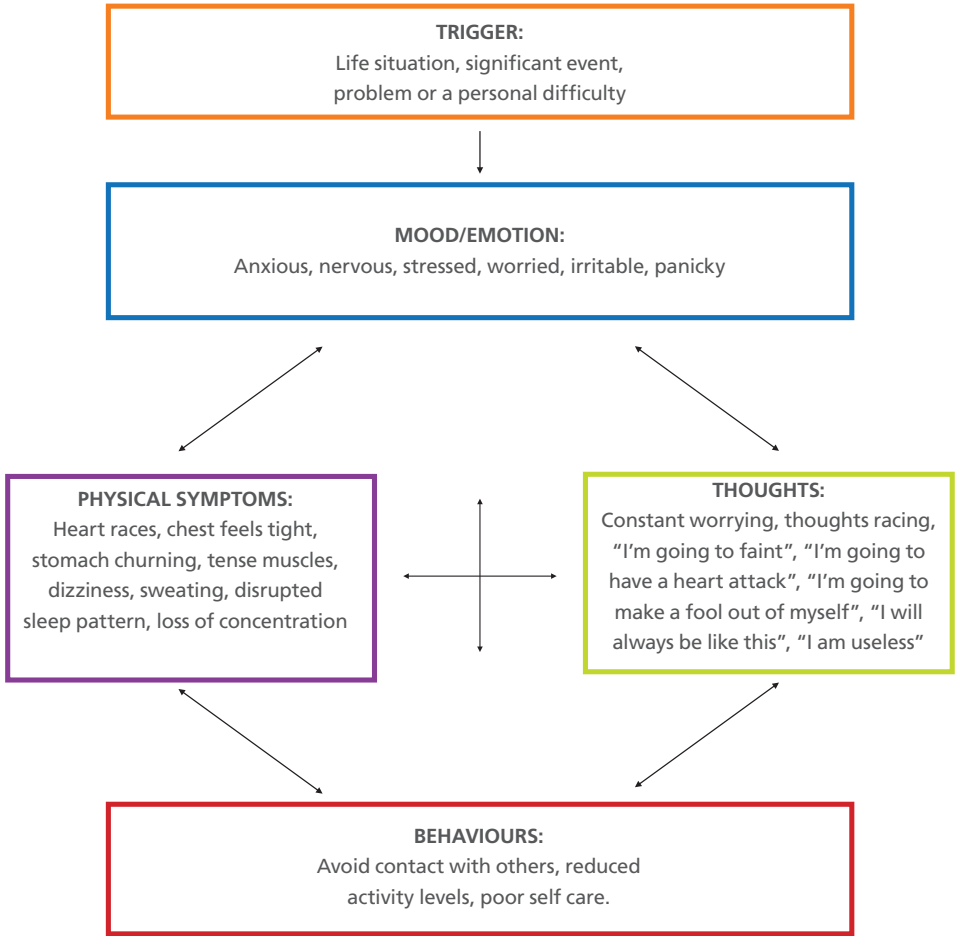 TRIGGER:
Life situation, significant event,
problem or a personal difficulty
MOOD/EMOTION:
Anxious, nervous, stressed, worried, irritable, panicky
PHYSICAL SYMPTOMS:
Heart races, chest feels tight,
stomach churning, tense muscles,
dizziness, sweating, disrupted
sleep pattern, loss of concentration
THOUGHTS:
Constant worrying, thoughts racing,
“I’m going to faint”, “I’m going to
have a heart attack”, “I’m going to
make a fool out of myself”, “I will
always be like this”, “I am useless”
BEHAVIOURS:
Avoid contact with others, reduced
activity levels, poor self care.